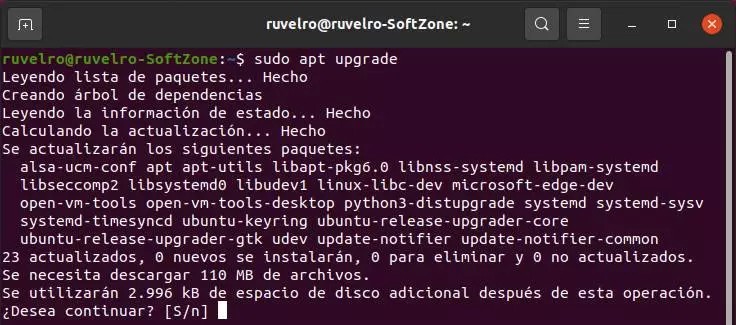 ruvelro@ruvelro-SoftZone: ~
ruvelro@ruvelro-SoftZone:~$ sudo apt upgrade
Leyendo lista de paquetes... Hecho
Creando árbol de dependencias
Leyendo la información de estado... Hecho
Calculando la actualización... Hecho
Se actualizarán los siguientes paquetes:
  alsa-ucm-conf apt apt-utils libapt-pkg6.0 libnss-systemd libpam-systemd
  libseccomp2 libsystemd0 libudev1 linux-libc-dev microsoft-edge-dev
  open-vm-tools open-vm-tools-desktop python3-distupgrade systemd systemd-sysv
  systemd-timesyncd ubuntu-keyring ubuntu-release-upgrader-core
  ubuntu-release-upgrader-gtk udev update-notifier update-notifier-common
23 actualizados, 0 nuevos se instalarán, 0 para eliminar y 0 no actualizados.
Se necesita descargar 110 MB de archivos.
Se utilizarán 2.996 kB de espacio de disco adicional después de esta operación.
¿Desea continuar? [S/n]